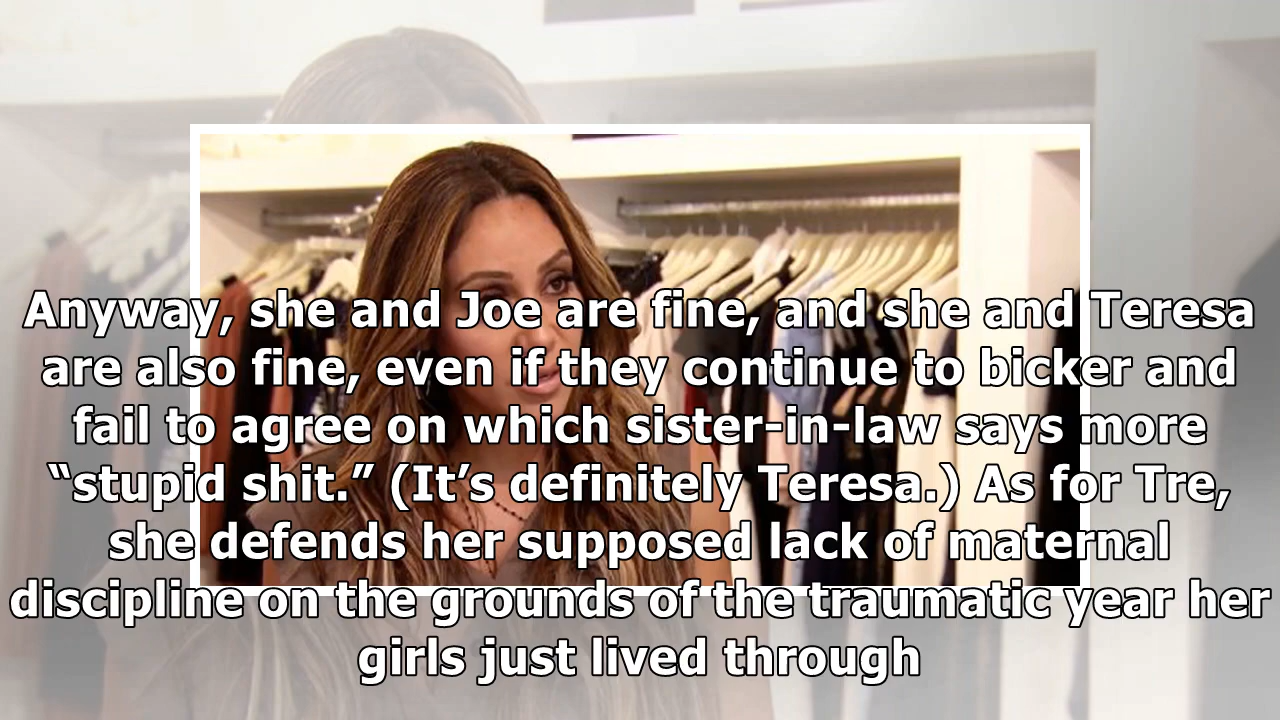 Anyway, she and Joe are fine, and she and Teresa
are also fine, even if they continue to bicker and
fail to agree on which sister-in-law says more
“stupid shit.” (It’s definitely Teresa.) As for Tre,
she defends her supposed lack of maternal
discipline on the grounds of the traumatic year her
girls just lived through